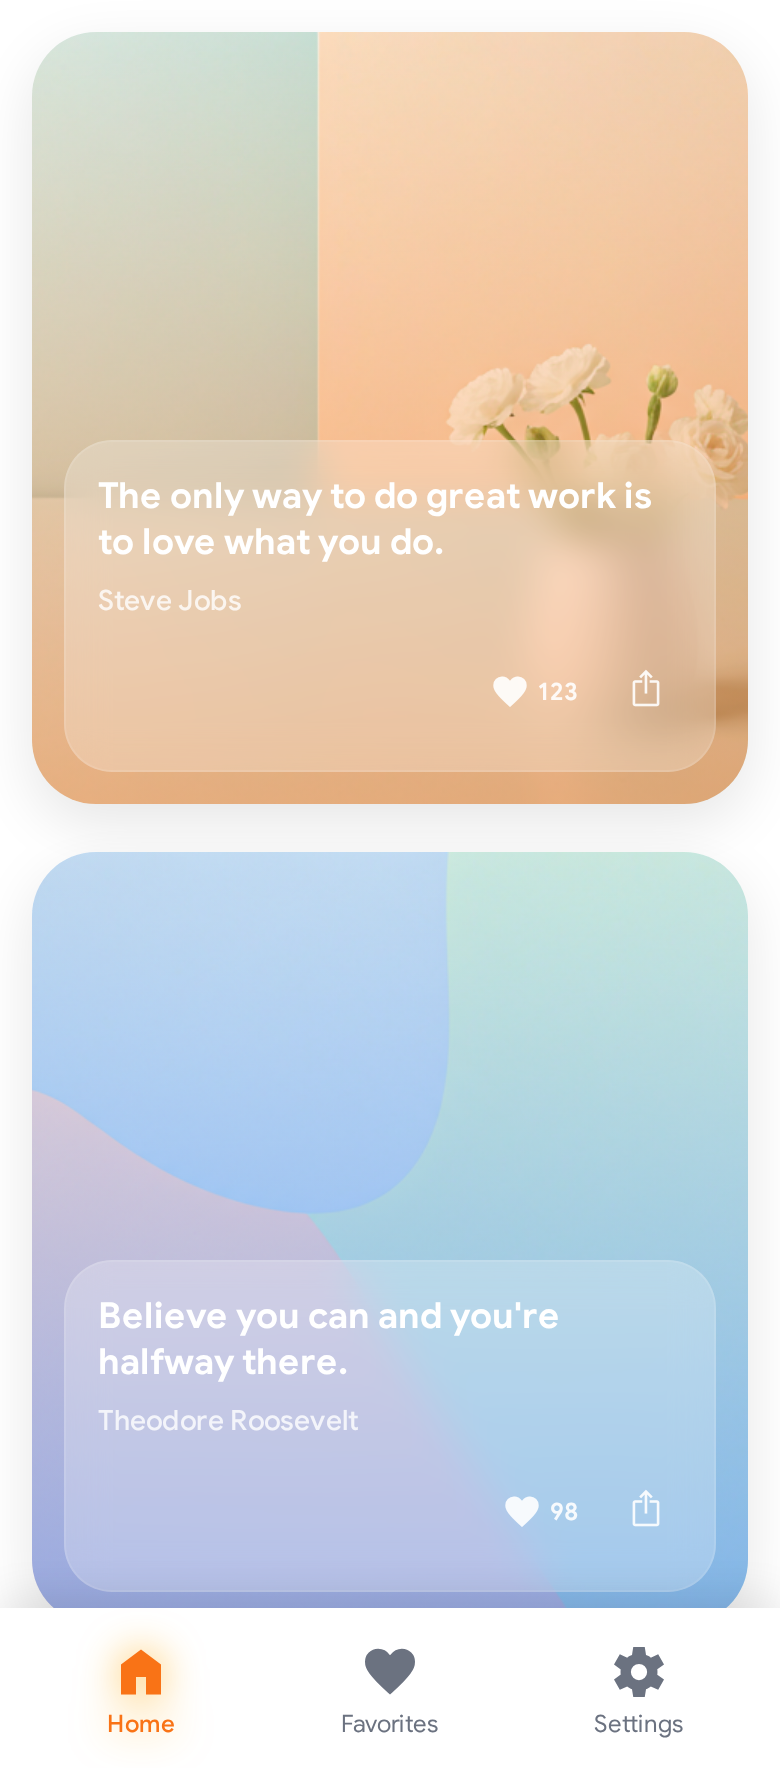 The only way to do great work is
to love what you do.
Steve Jobs
123
Believe you can and you're
halfway there.
Theodore Roosevelt
98
Home
Favorites
Settings